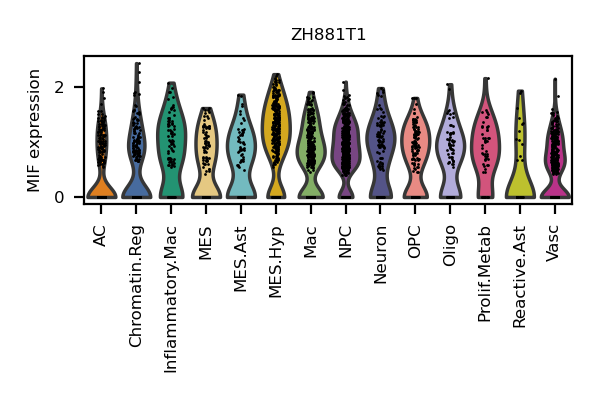 ZH881T1
MIF expression
2
0
AC
Chromatin.Reg
Inflammatory.Mac
MES
MES.Ast
MES.Hyp
Mac
NPC
Neuron
OPC
Oligo
Prolif.Metab
Reactive.Ast
Vasc